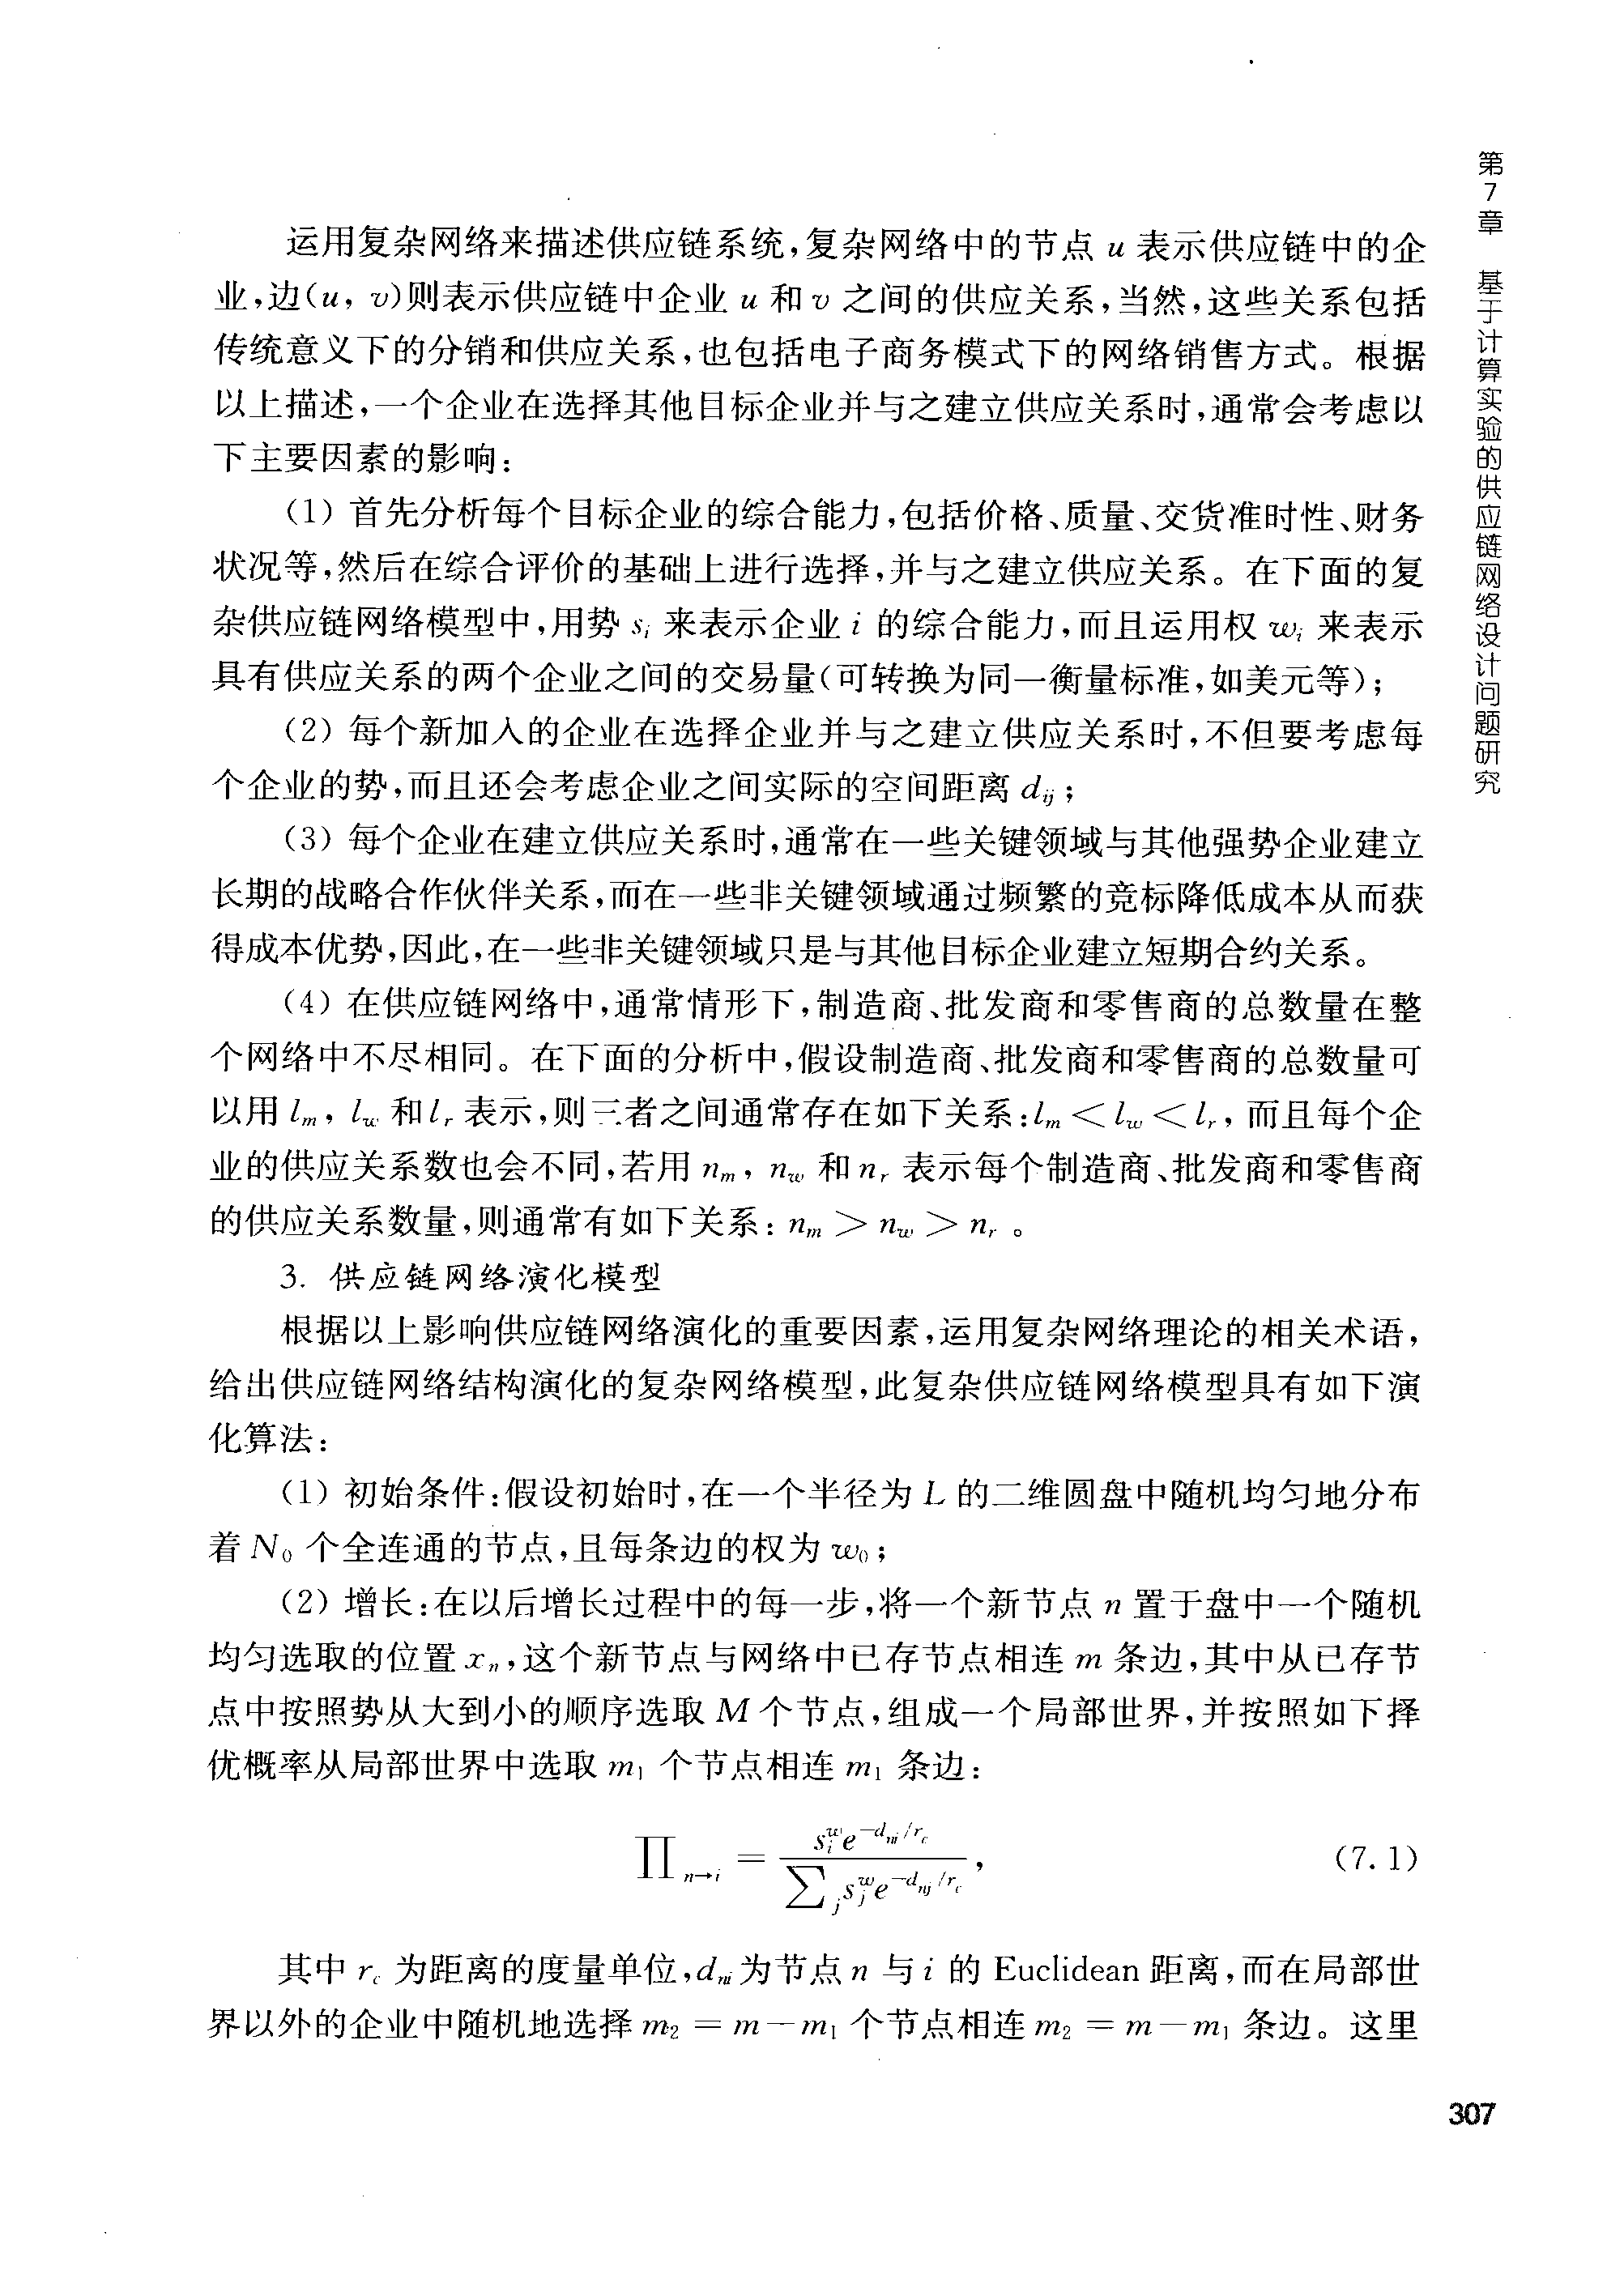 第7章 基于计算实验的供应链网络设计问题研究
运用复杂网络来描述供应链系统,复杂网络中的节点 u 表示供应链中的企
业,边(u, v)则表示供应链中企业 u 和 v 之间的供应关系,当然,这些关系包括
传统意义下的分销和供应关系,也包括电子商务模式下的网络销售方式。根据
以上描述,一个企业在选择其他目标企业并与之建立供应关系时,通常会考虑以
下主要因素的影响:
(1) 首先分析每个目标企业的综合能力,包括价格、质量、交货准时性、财务
状况等,然后在综合评价的基础上进行选择,并与之建立供应关系。在下面的复
杂供应链网络模型中,用势 s_i 来表示企业 i 的综合能力,而且运用权 w_i 来表示
具有供应关系的两个企业之间的交易量(可转换为同一衡量标准,如美元等);
(2) 每个新加入的企业在选择企业并与之建立供应关系时,不但要考虑每
个企业的势,而且还会考虑企业之间实际的空间距离 d_{ij};
(3) 每个企业在建立供应关系时,通常在一些关键领域与其他强势企业建立
长期的战略合作伙伴关系,而在一些非关键领域通过频繁的竞标降低成本从而获
得成本优势,因此,在一些非关键领域只是与其他目标企业建立短期合约关系。
(4) 在供应链网络中,通常情形下,制造商、批发商和零售商的总数量在整
个网络中不尽相同。在下面的分析中,假设制造商、批发商和零售商的总数量可
以用 l_m, l_w 和 l_r 表示,则三者之间通常存在如下关系:l_m < l_w < l_r, 而且每个企
业的供应关系数也会不同,若用 n_m, n_w 和 n_r 表示每个制造商、批发商和零售商
的供应关系数量,则通常有如下关系: n_m > n_w > n_r 。
3. 供应链网络演化模型
根据以上影响供应链网络演化的重要因素,运用复杂网络理论的相关术语,
给出供应链网络结构演化的复杂网络模型,此复杂供应链网络模型具有如下演
化算法:
(1) 初始条件:假设初始时,在一个半径为 L 的二维圆盘中随机均匀地分布
着 N_0 个全连通的节点,且每条边的权为 w_0;
(2) 增长:在以后增长过程中的每一步,将一个新节点 n 置于盘中一个随机
均匀选取的位置 x_n,这个新节点与网络中已存节点相连 m 条边,其中从已存节
点中按照势从大到小的顺序选取 M 个节点,组成一个局部世界,并按照如下择
优概率从局部世界中选取 m_1 个节点相连 m_1 条边:
∏_{n→i} = \frac{s_i^w e^{-d_{ni}/r_c}}{∑_j s_j^w e^{-d_{nj}/r_c}}, (7.1)
其中 r_c 为距离的度量单位,d_{ni}为节点 n 与 i 的 Euclidean 距离,而在局部世
界以外的企业中随机地选择 m_2 = m - m_1 个节点相连 m_2 = m - m_1 条边。这里
307